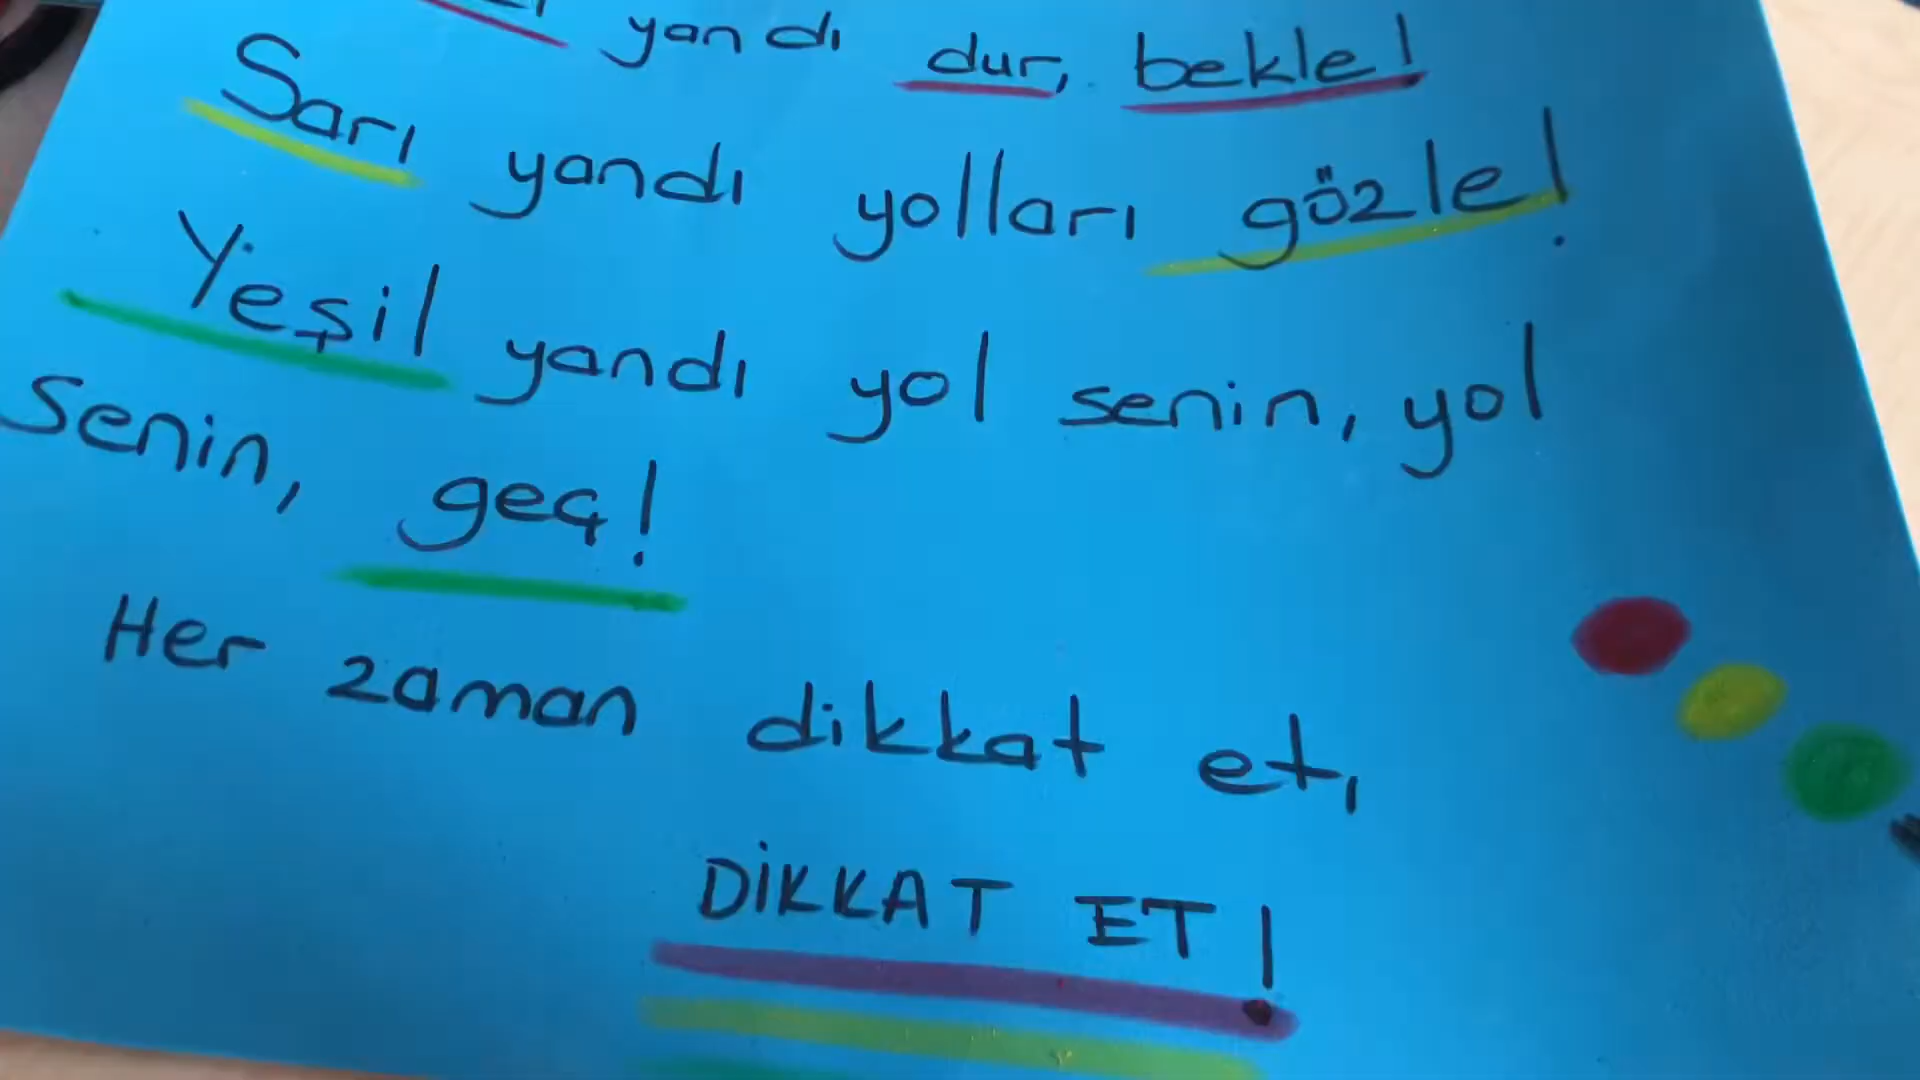 yandı dur, bekle!
Sarı yandı yolları gözle!
Yeşil yandı yol senin, yol
senin, geç!
Her zaman dikkat et,
DİKKAT ET!